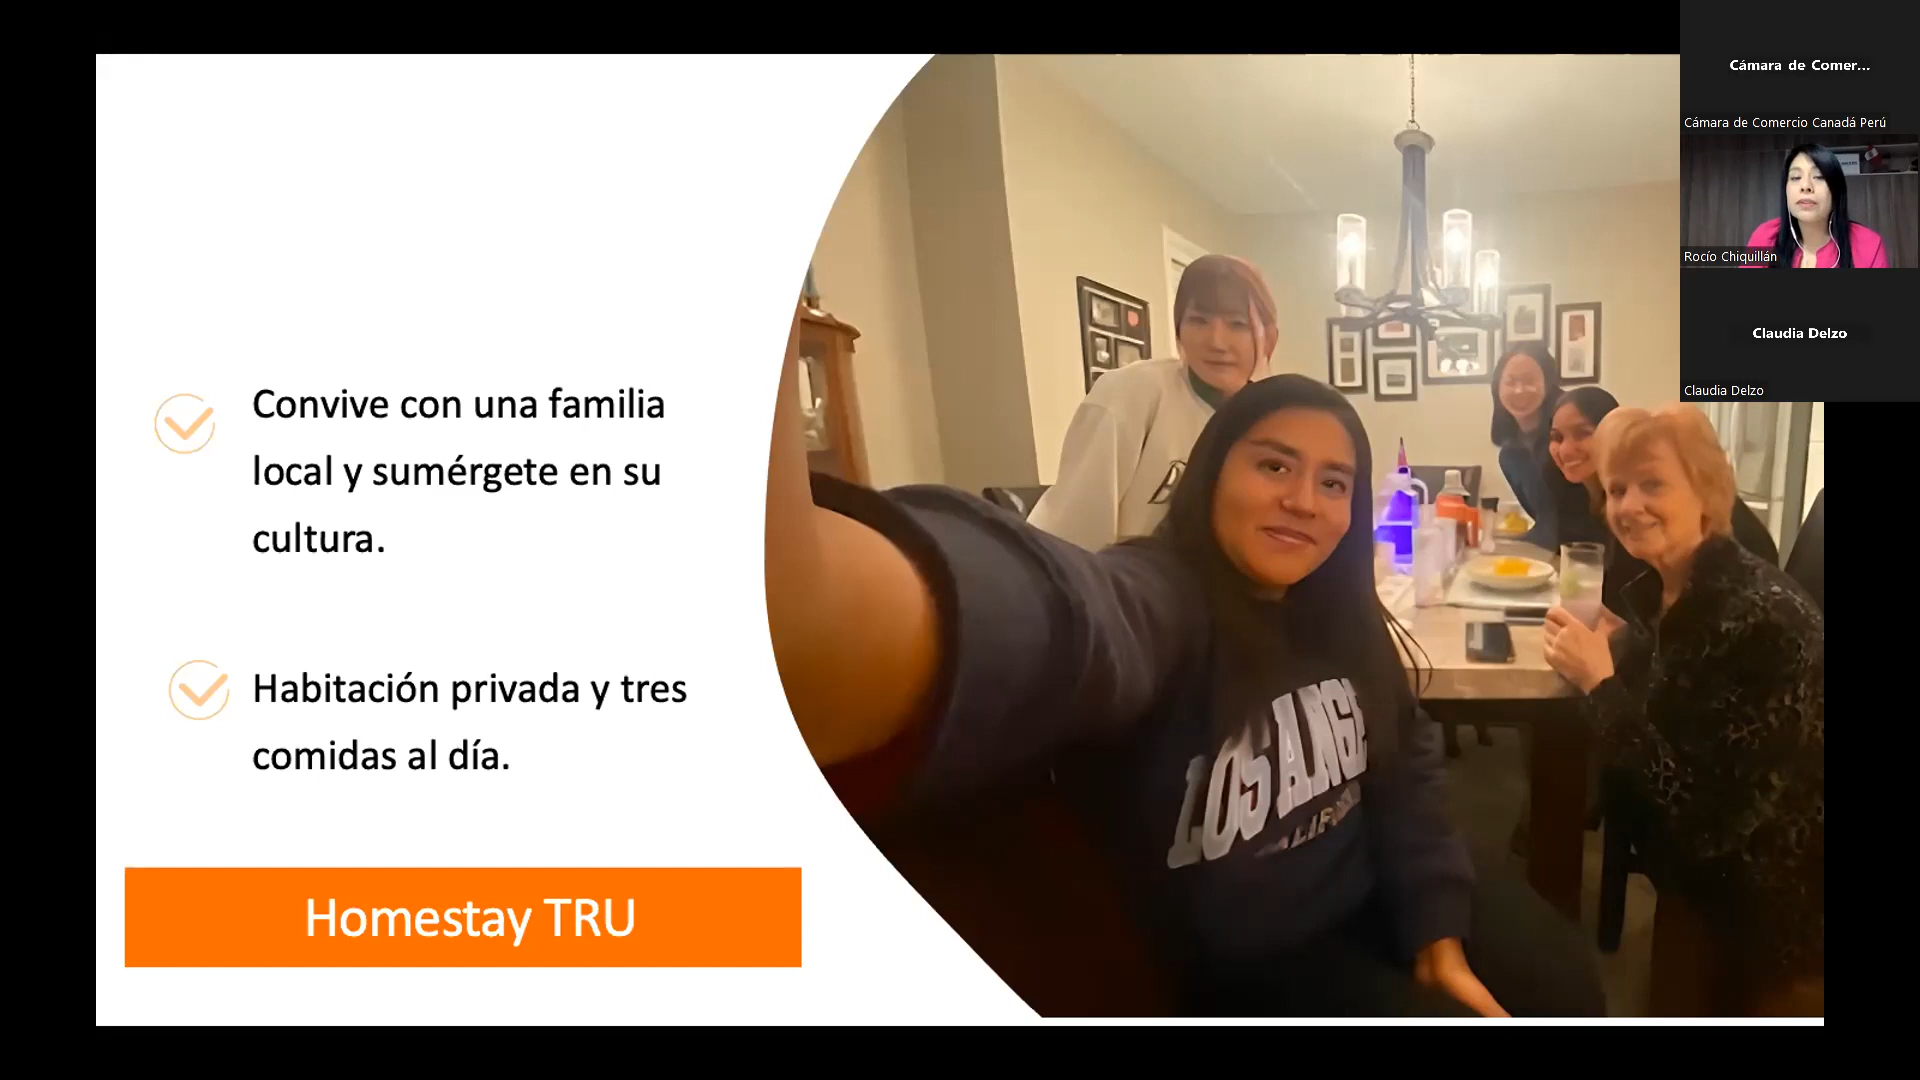 Convive con una familia
local y sumérgete en su
cultura.
Habitación privada y tres
comidas al día.
Homestay TRU
LOS ANGE
ALIFO
Cámara de Comer...
Cámara de Comercio Canadá Perú
Rocío Chiquillán
Claudia Delzo
Claudia Delzo